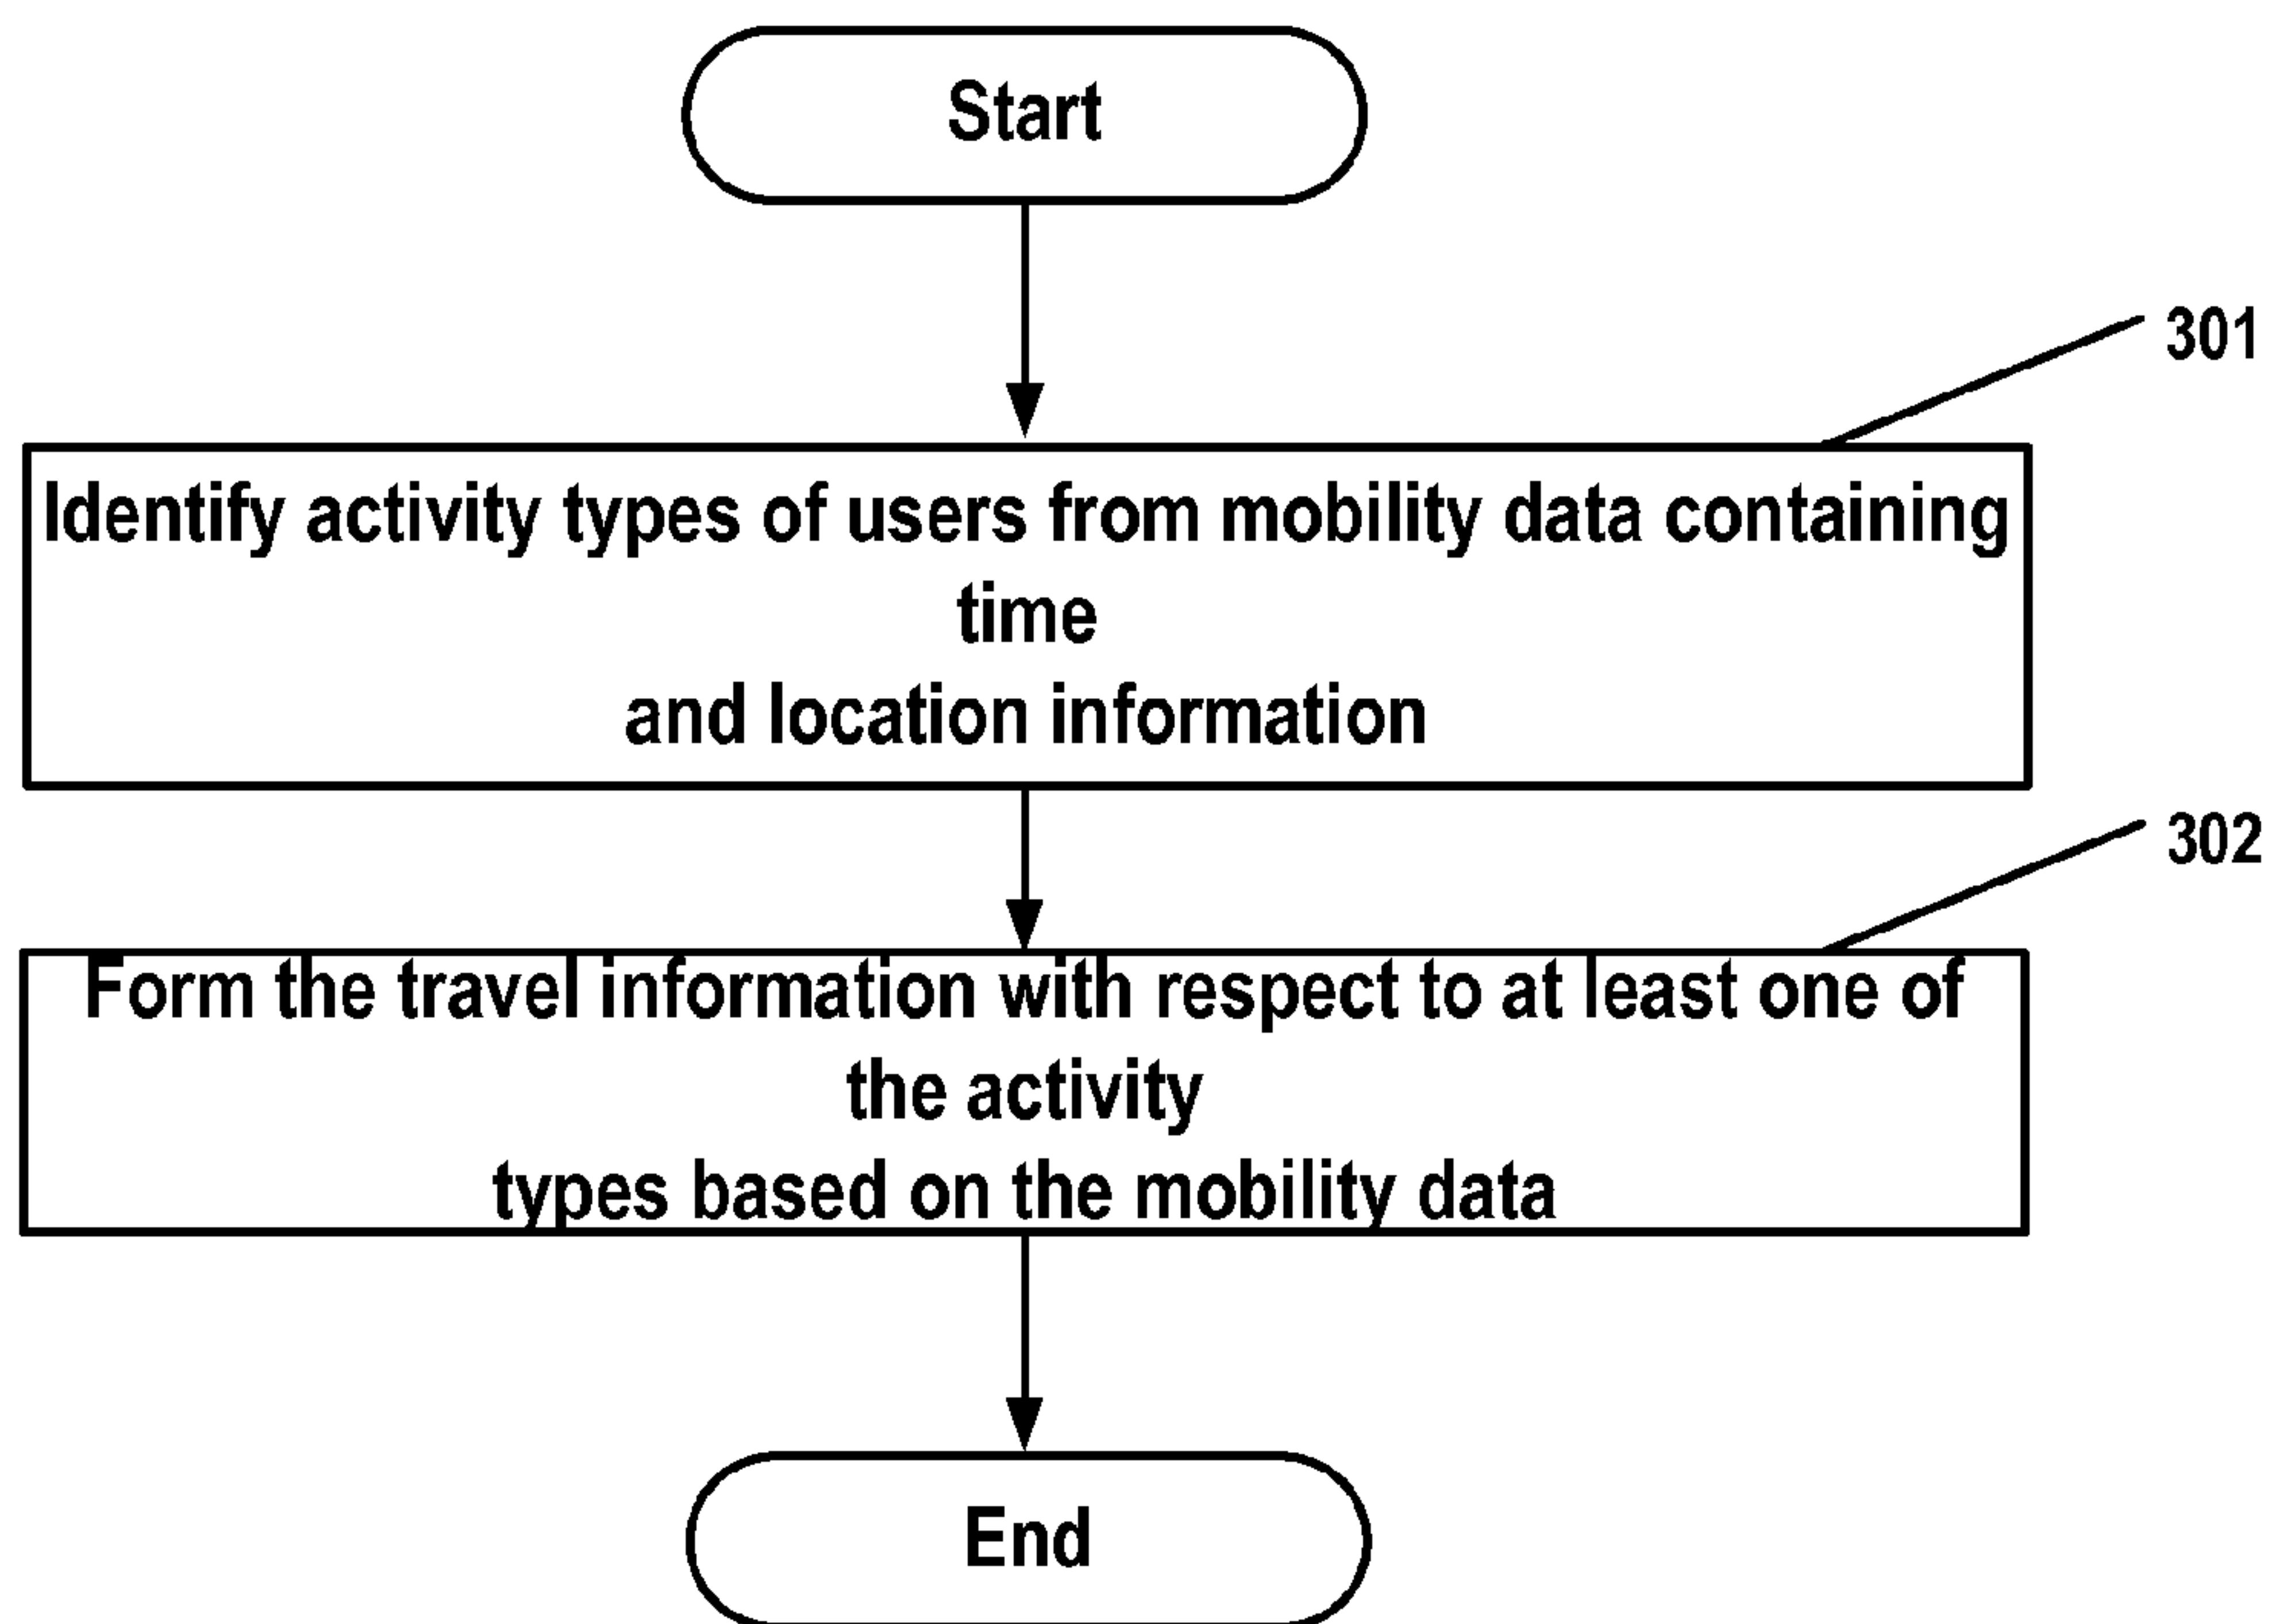 Start
301
Identify activity types of users from mobility data containing
time
and location information
302
Form the travel information with respect to at least one of
the activity
types based on the mobility data
End